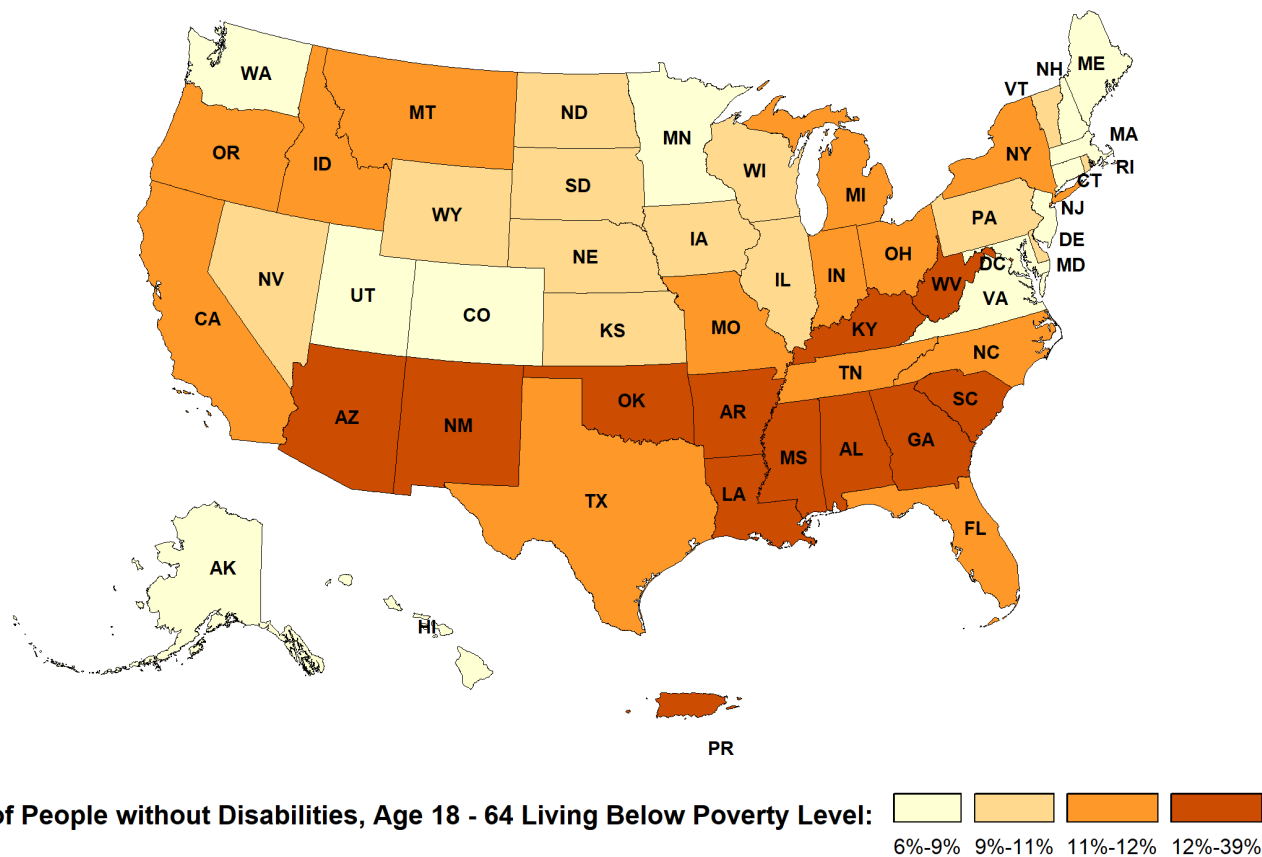 ME
NH
WA
VT
MT
ND
MN
MA
OR
ID
NY
RI
WI
SD
CT
MI
WY
NJ
PA
IA
DE
NE
OH
DC
MD
NV
IN
IL
WV
UT
VA
CO
CA
MO
KY
KS
NC
TN
OK
SC
AZ
AR
NM
GA
AL
MS
LA
TX
FL
AK
HI
PR
of People without Disabilities, Age 18 - 64 Living Below Poverty Level:
6%-9% 9%-11% 11%-12% 12%-39%